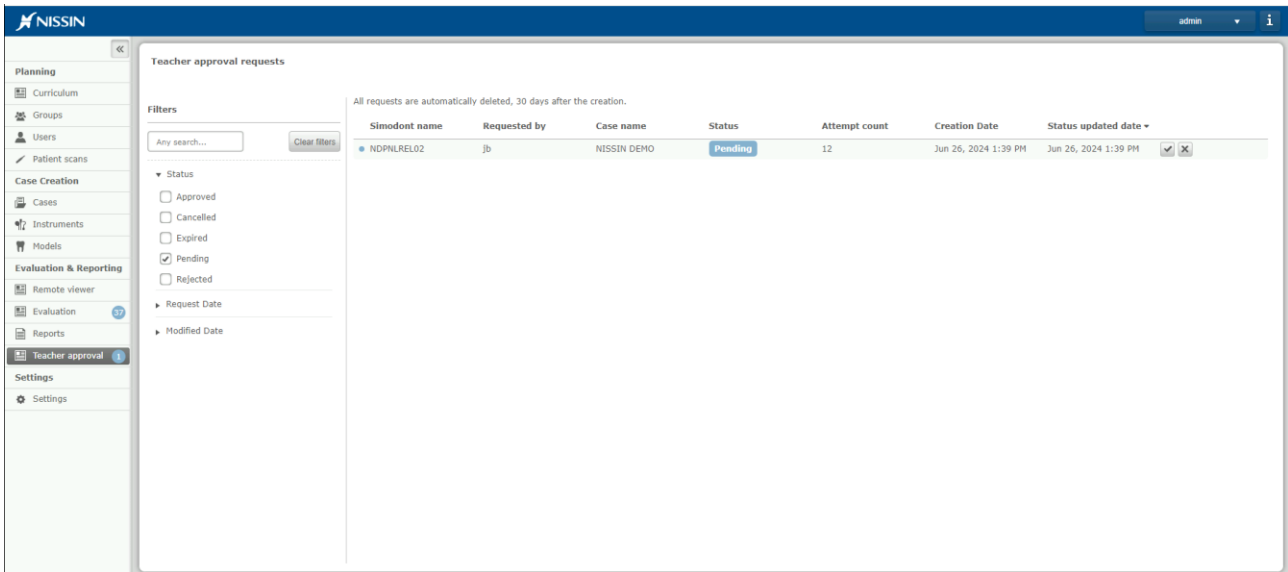 NISSIN
admin
i
Planning
Curriculum
Groups
Users
Patient scans
Case Creation
Cases
Instruments
Models
Evaluation & Reporting
Remote viewer
Evaluation 37
Reports
Teacher approval 1
Settings
Settings
Teacher approval requests
Filters
Any search... Clear filters
Status
Approved
Cancelled
Expired
Pending
Rejected
Request Date
Modified Date
All requests are automatically deleted, 30 days after the creation.
Simodont name Requested by Case name Status Attempt count Creation Date Status updated date
NDPNLREL02 jb NISSIN DEMO Pending 12 Jun 26, 2024 1:39 PM Jun 26, 2024 1:39 PM